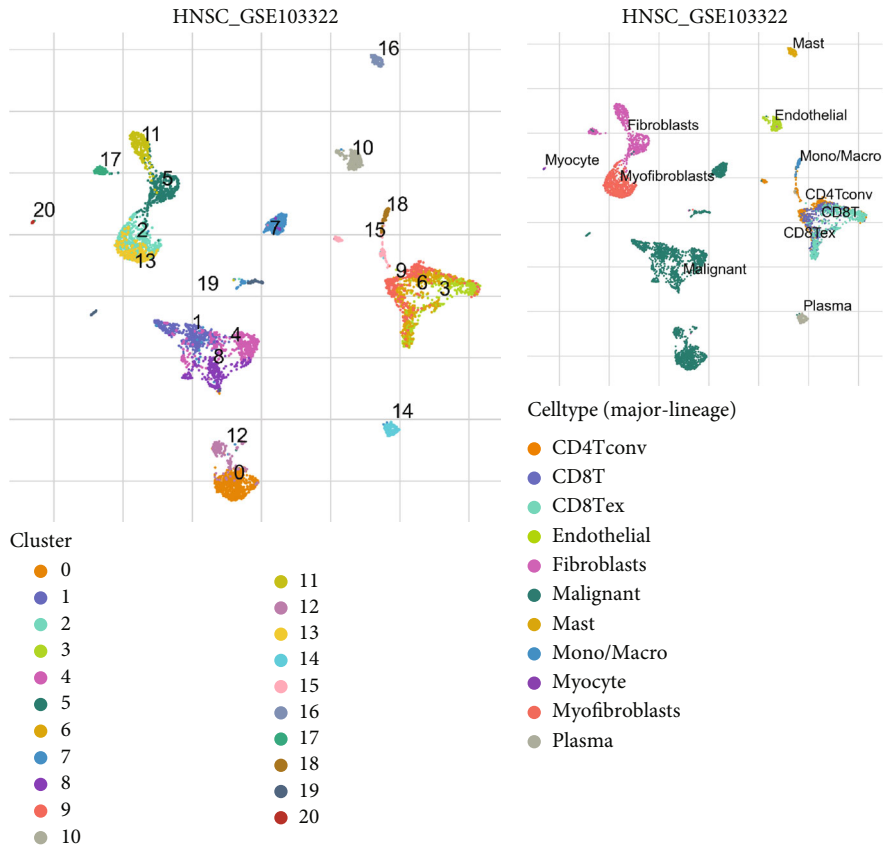 HNSC_GSE103322
16
11
10
17
5
18
20
2
7
15
13
9
6
19
3
1
4
8
14
12
0
Cluster
0
1
2
3
4
5
6
7
8
9
10
11
12
13
14
15
16
17
18
19
20
HNSC_GSE103322
Mast
Endothelial
Fibroblasts
Mono/Macro
Myocyte
Myofibroblasts
CD4Tconv
CD8T
CD8Tex
Malignant
Plasma
Celltype (major-lineage)
CD4Tconv
CD8T
CD8Tex
Endothelial
Fibroblasts
Malignant
Mast
Mono/Macro
Myocyte
Myofibroblasts
Plasma